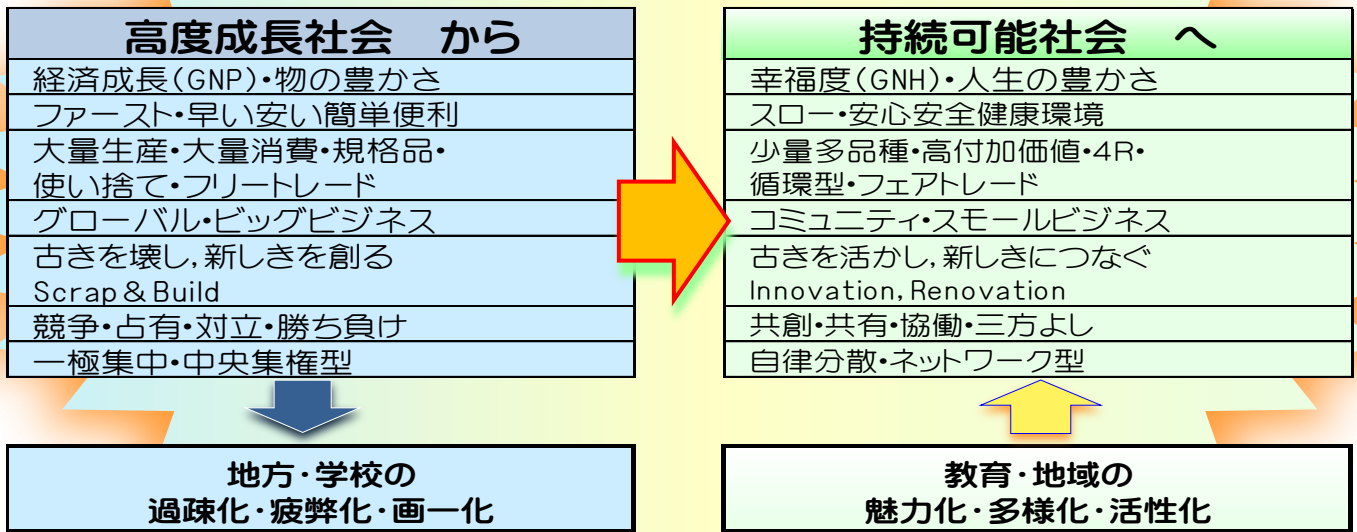 高度成長社会　から
経済成長(GNP)・物の豊かさ
ファースト・早い安い簡単便利
大量生産・大量消費・規格品・
使い捨て・フリートレード
グローバル・ビッグビジネス
古きを壊し,新しきを創る
Scrap＆Build
競争・占有・対立・勝ち負け
一極集中・中央集権型
地方・学校の
過疎化・疲弊化・画一化
持続可能社会　へ
幸福度(GNH)・人生の豊かさ
スロー・安心安全健康環境
少量多品種・高付加価値・4R・
循環型・フェアトレード
コミュニティ・スモールビジネス
古きを活かし,新しきにつなぐ
Innovation,Renovation
共創・共有・協働・三方よし
自律分散・ネットワーク型
教育・地域の
魅力化・多様化・活性化